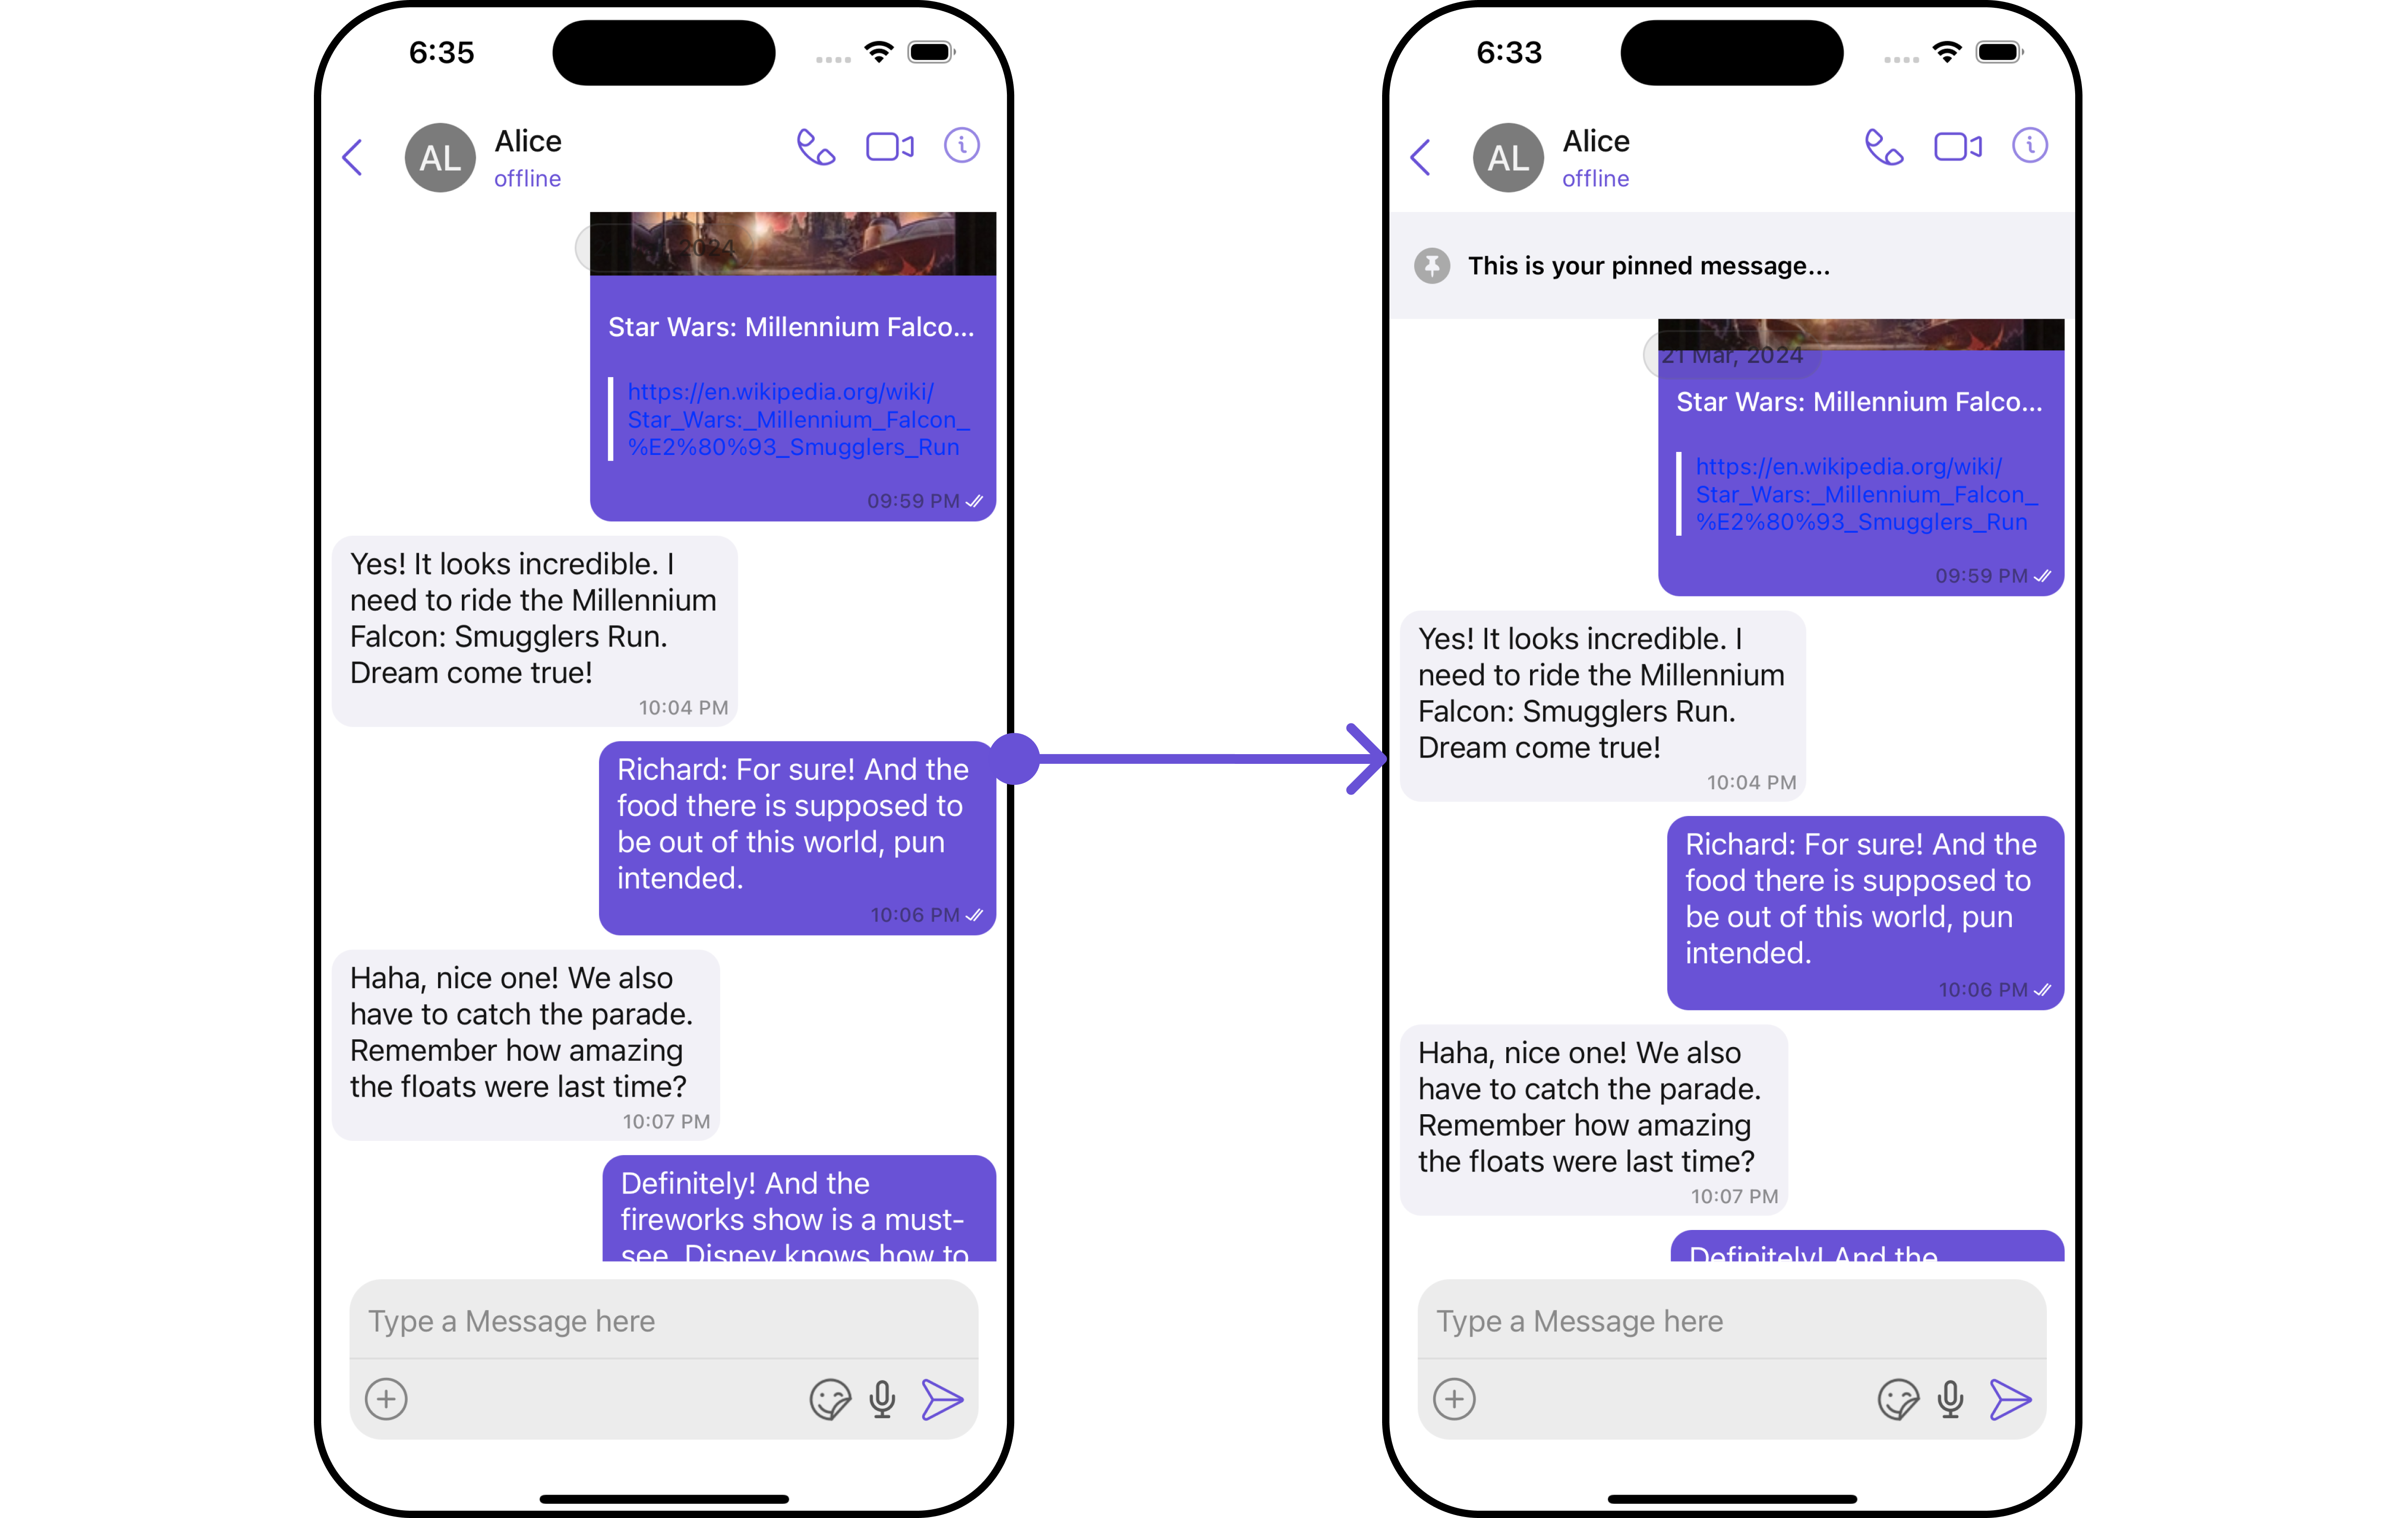 6:35
AL
Alice
offline
2024
Star Wars: Millennium Falco...
https://en.wikipedia.org/wiki/
Star_Wars:_Millennium_Falcon_
%E2%80%93_Smugglers_Run
09:59 PM
Yes! It looks incredible. I
need to ride the Millennium
Falcon: Smugglers Run.
Dream come true!
10:04 PM
Richard: For sure! And the
food there is supposed to
be out of this world, pun
intended.
10:06 PM
Haha, nice one! We also
have to catch the parade.
Remember how amazing
the floats were last time?
10:07 PM
Definitely! And the
fireworks show is a must-
see. Disney knows how to
Type a Message here
6:33
AL
Alice
offline
This is your pinned message...
21 Mar, 2024
Star Wars: Millennium Falco...
https://en.wikipedia.org/wiki/
Star_Wars:_Millennium_Falcon_
%E2%80%93_Smugglers_Run
09:59 PM
Yes! It looks incredible. I
need to ride the Millennium
Falcon: Smugglers Run.
Dream come true!
10:04 PM
Richard: For sure! And the
food there is supposed to
be out of this world, pun
intended.
10:06 PM
Haha, nice one! We also
have to catch the parade.
Remember how amazing
the floats were last time?
10:07 PM
Definitely! And the
Type a Message here